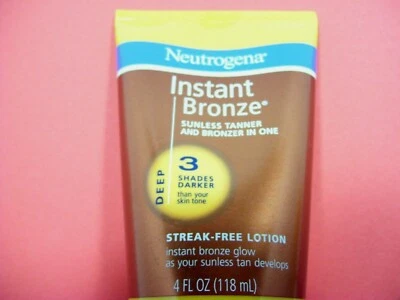 Neutrogena®
Instant
Bronze®
SUNLESS TANNER
AND BRONZER IN ONE
DEEP
3
SHADES
DARKER
than your
skin tone
STREAK-FREE LOTION
instant bronze glow
as your sunless tan develops
4 FL OZ (118 mL)